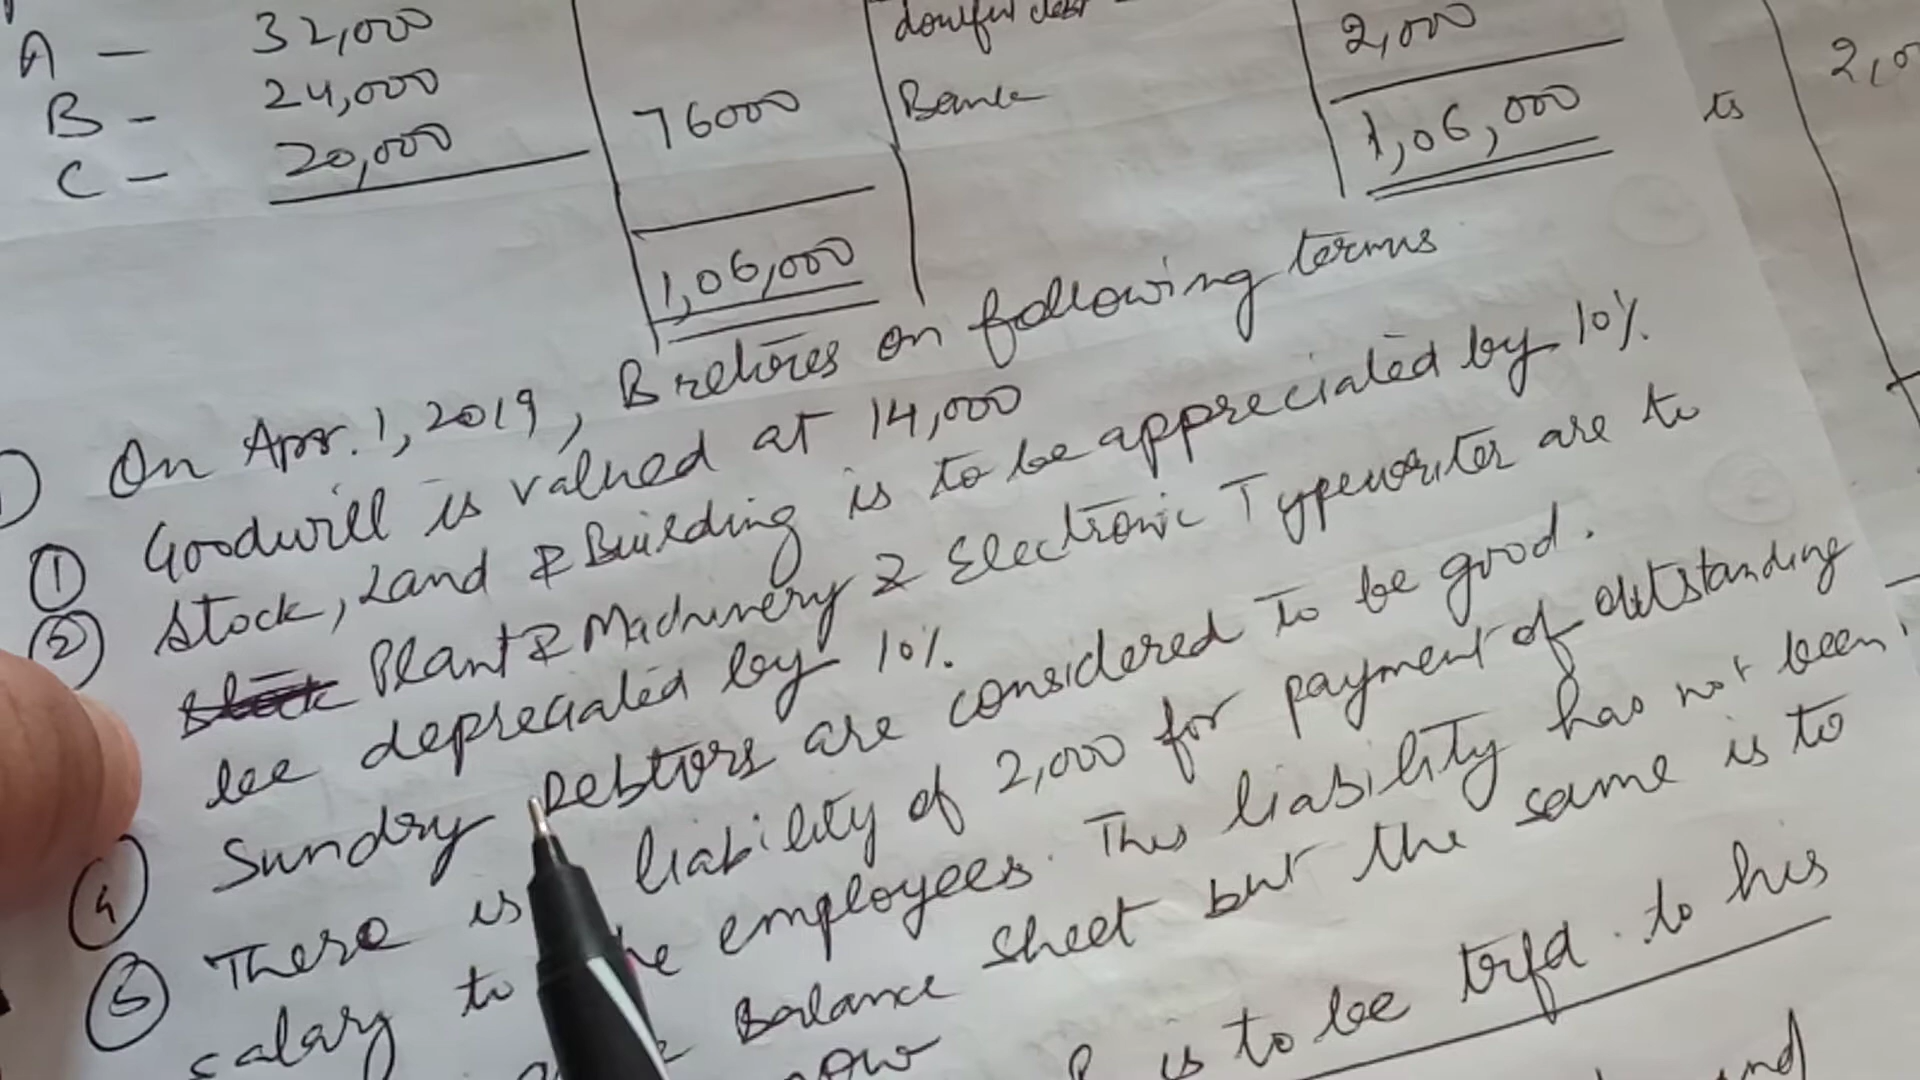 A - 32,000
B - 24,000 76000
C - 20,000
1,06,000
2,000
Bance
1,06,000
ts
On Apr. 1, 2019, B retires on following terms
① Goodwill is valued at 14,000
② Stock, Land & Building is to be appreciated by 10%.
Plant & Machinery & Electronic Typewriter are to
be depreciated by 10%.
④ Sundry Debtors are considered to be good.
⑤ There is liability of 2,000 for payment of outstanding
salary to employees. This liability has not been
Balance sheet but the same is to
is to be trfd. to his